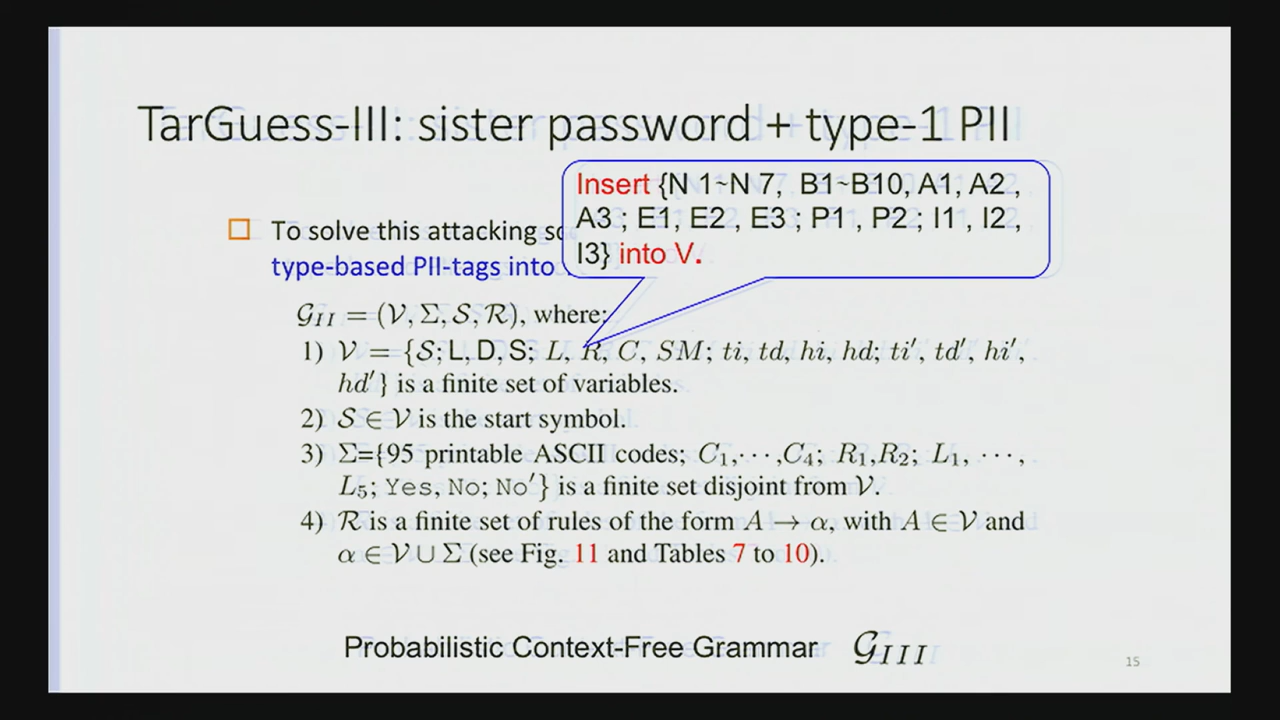 TarGuess-III: sister password + type-1 PII
Insert {N 1~N 7, B1~B10, A1, A2,
A3 ; E1, E2, E3 ; P1, P2 ; I1, I2,
I3} into V.
To solve this attacking
type-based PII-tags into
𝒢_{II} = (𝒱, Σ, 𝒮, ℛ), where:
1) 𝒱 = {𝒮; L, D, S; L, R, C, SM; ti, td, hi, hd; ti′, td′, hi′,
hd′} is a finite set of variables.
2) 𝒮 ∈ 𝒱 is the start symbol.
3) Σ={95 printable ASCII codes; C₁,⋯,C₄; R₁,R₂; L₁, ⋯,
L₅; Yes, No; No′} is a finite set disjoint from 𝒱.
4) ℛ is a finite set of rules of the form A → α, with A ∈ 𝒱 and
α ∈ 𝒱 ∪ Σ (see Fig. 11 and Tables 7 to 10).
Probabilistic Context-Free Grammar 𝒢_{III}
15